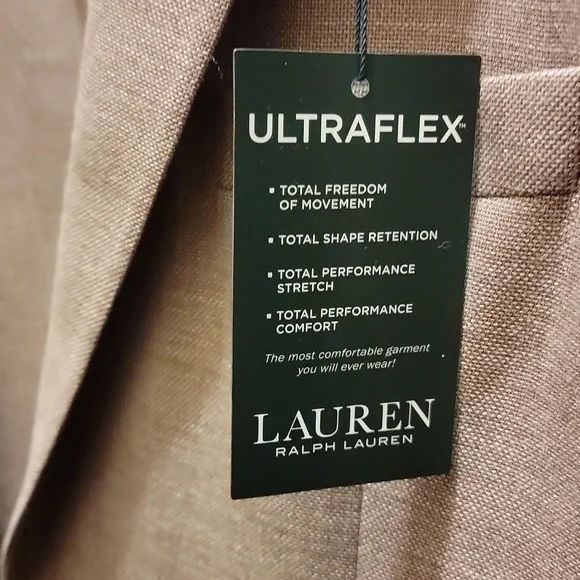 ULTRAFLEX™
▪ TOTAL FREEDOM
OF MOVEMENT
▪ TOTAL SHAPE RETENTION
▪ TOTAL PERFORMANCE
STRETCH
▪ TOTAL PERFORMANCE
COMFORT
The most comfortable garment
you will ever wear!
LAUREN
RALPH LAUREN